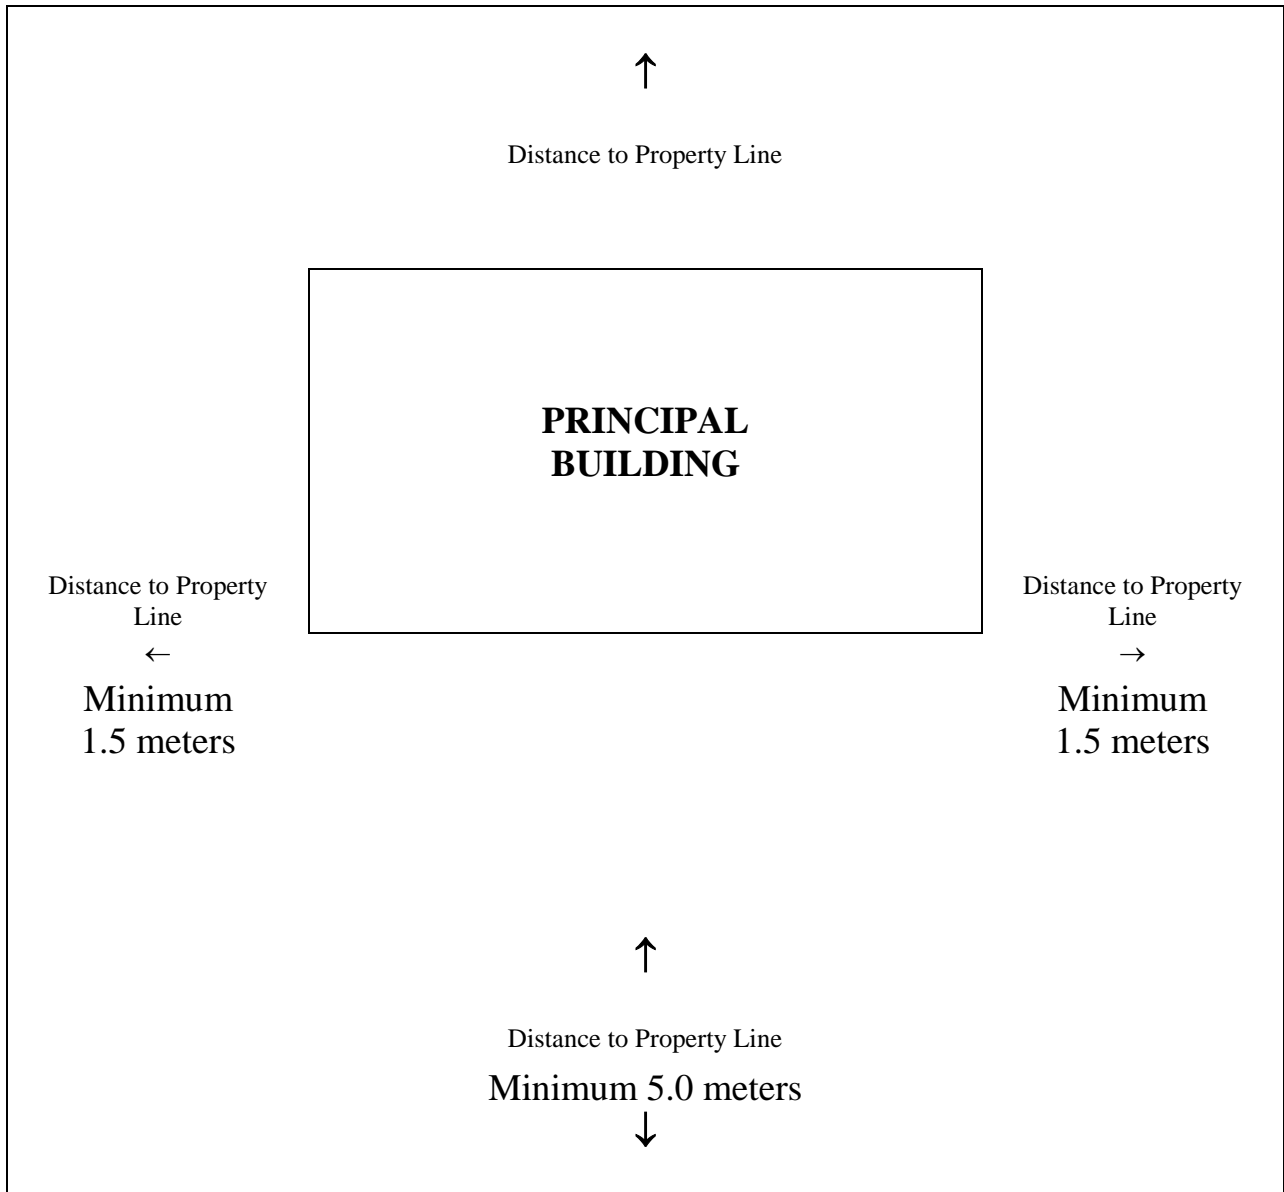 ↑
Distance to Property Line
PRINCIPAL
BUILDING
Distance to Property
Line
←
Minimum
1.5 meters
Distance to Property
Line
→
Minimum
1.5 meters
↑
Distance to Property Line
Minimum 5.0 meters
↓